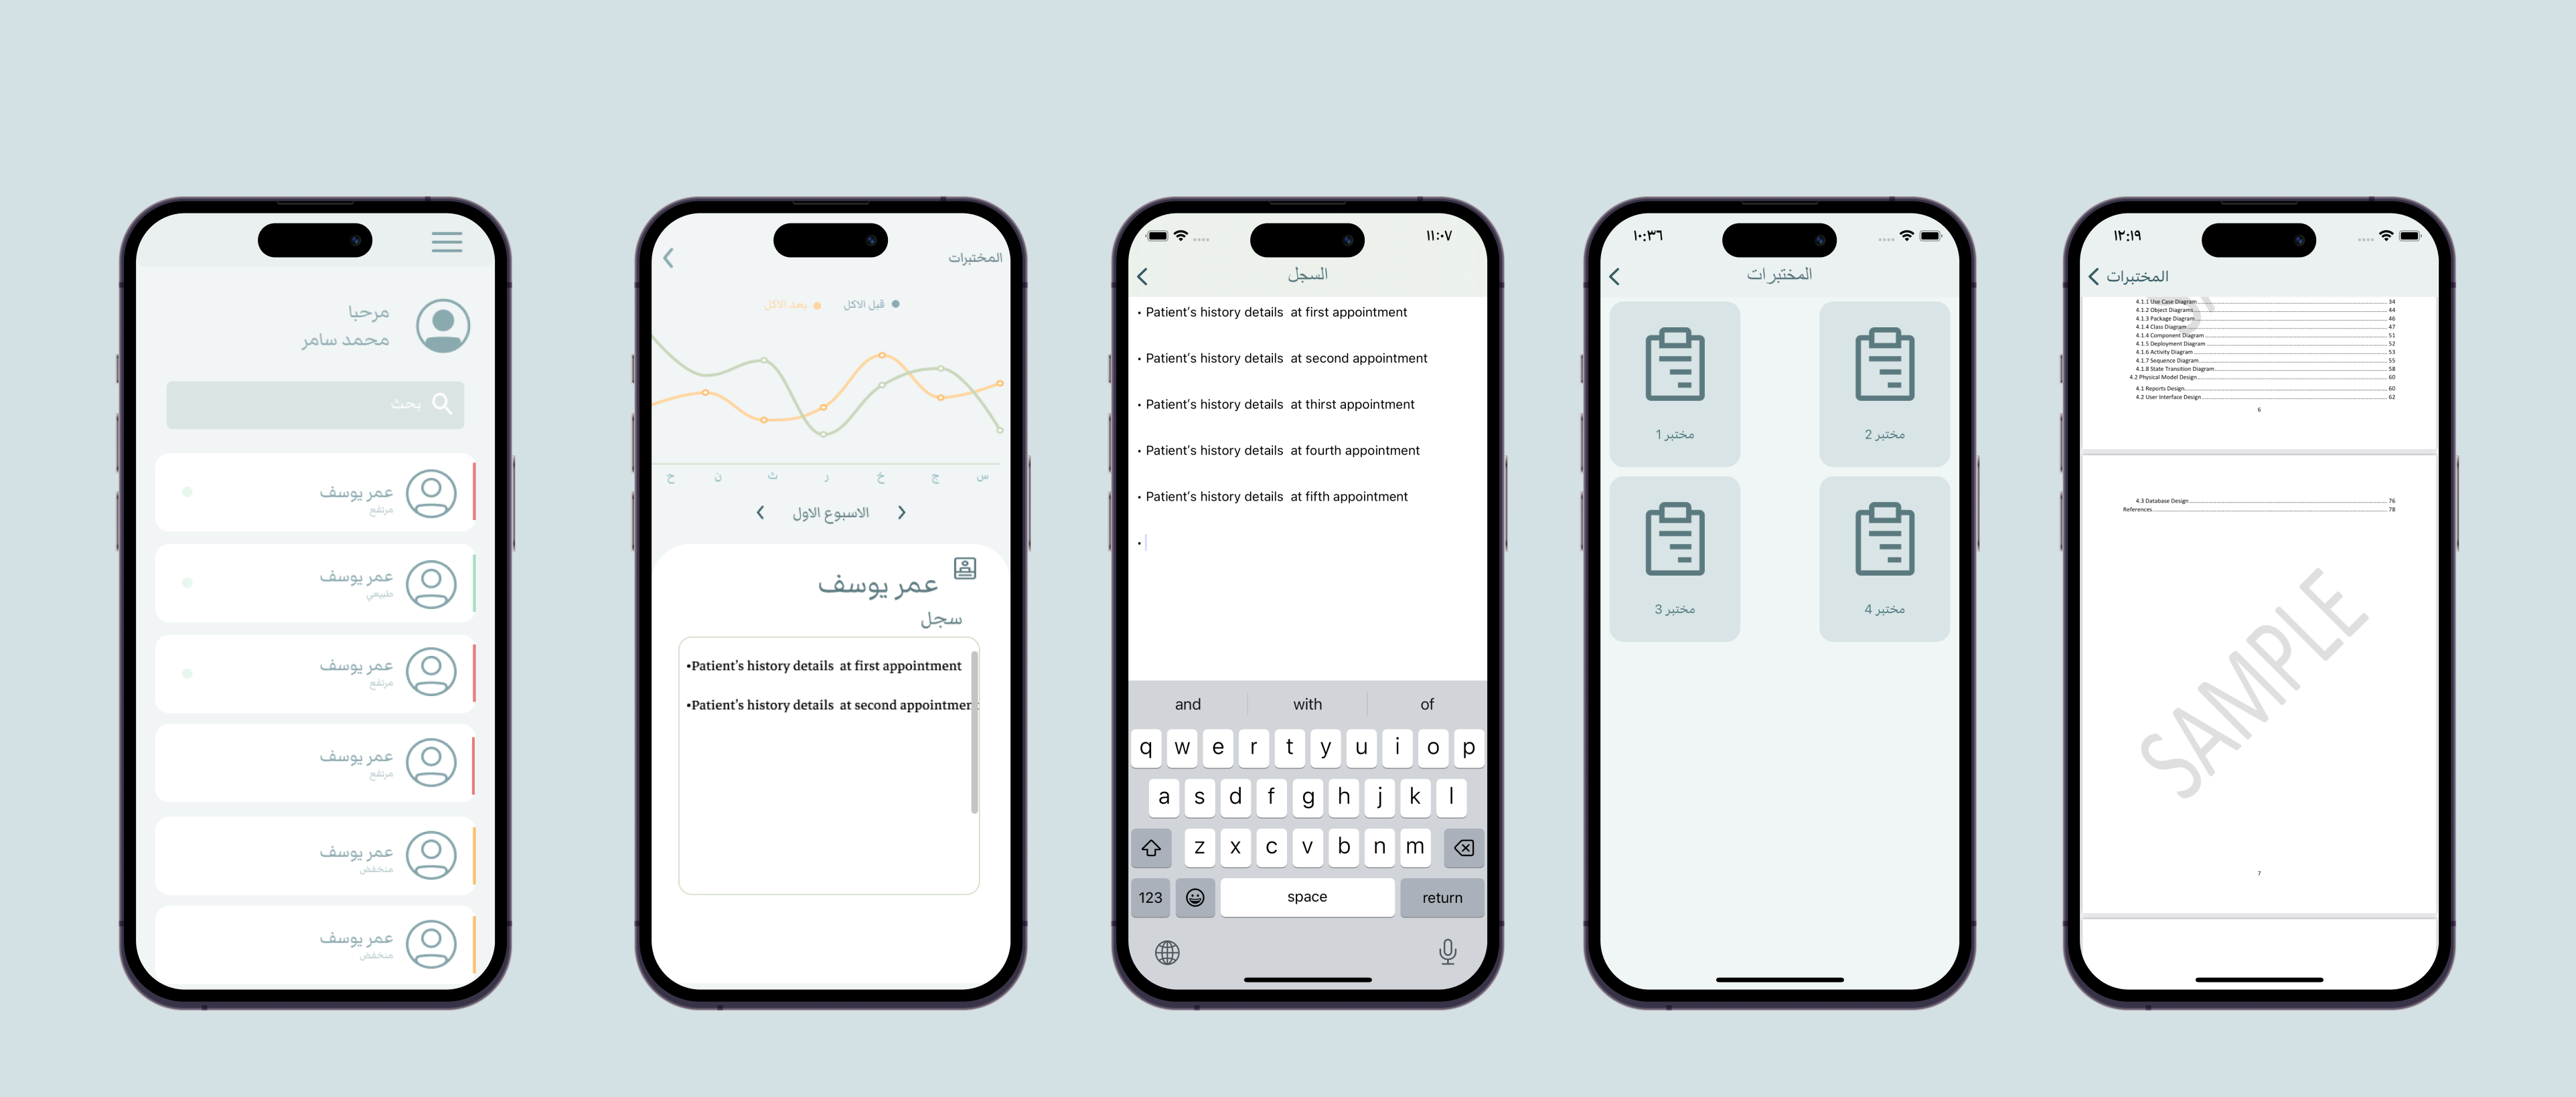 مرحبا
محمد سامر
بحث
عمر يوسف
مرتفع
عمر يوسف
طبيعي
عمر يوسف
مرتفع
عمر يوسف
مرتفع
عمر يوسف
منخفض
عمر يوسف
منخفض
المختبرات
قبل الاكل
بعد الاكل
س ج خ ر ث ن ح
الاسبوع الاول
عمر يوسف
سجل
•Patient's history details at first appointment
•Patient's history details at second appointment
١١:٠٧
السجل
• Patient's history details at first appointment
• Patient's history details at second appointment
• Patient's history details at thirst appointment
• Patient's history details at fourth appointment
• Patient's history details at fifth appointment
•
and with of
q w e r t y u i o p
a s d f g h j k l
z x c v b n m
123 space return
١٠:٣٦
المختبرات
مختبر 1
مختبر 2
مختبر 3
مختبر 4
١٢:١٩
المختبرات
4.1.1 Use Case Diagram 34
4.1.2 Object Diagrams 44
4.1.3 Package Diagram 46
4.1.4 Class Diagram 47
4.1.4 Component Diagram 51
4.1.5 Deployment Diagram 52
4.1.6 Activity Diagram 53
4.1.7 Sequence Diagram 55
4.1.8 State Transition Diagram 58
4.2 Physical Model Design 60
4.1 Reports Design 60
4.2 User Interface Design 62
6
4.3 Database Design 76
References 78
SAMPLE
7